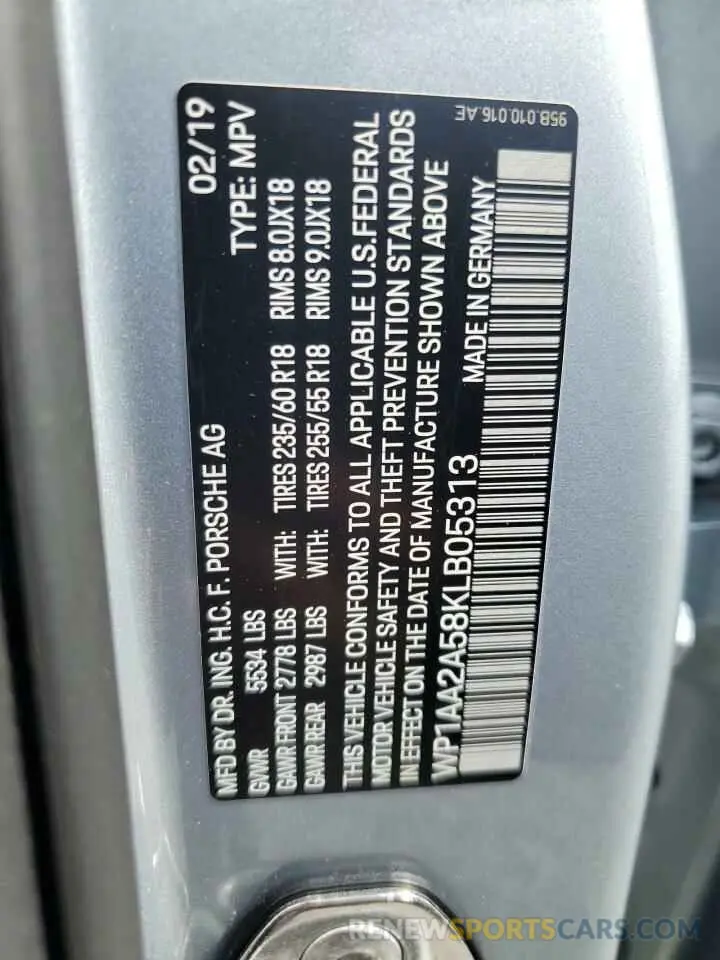 MFD BY DR. ING. H.C. F. PORSCHE AG 02/19
GVWR 5534 LBS TYPE: MPV
GAWR FRONT 2778 LBS WITH: TIRES 235/60 R18 RIMS 8.0JX18
GAWR REAR 2987 LBS WITH: TIRES 255/55 R18 RIMS 9.0JX18
THIS VEHICLE CONFORMS TO ALL APPLICABLE U.S.FEDERAL
MOTOR VEHICLE SAFETY AND THEFT PREVENTION STANDARDS
IN EFFECT ON THE DATE OF MANUFACTURE SHOWN ABOVE
WP1AA2A58KLB05313
MADE IN GERMANY
95B.010.016.AE
RENEWSPORTSCARS.COM